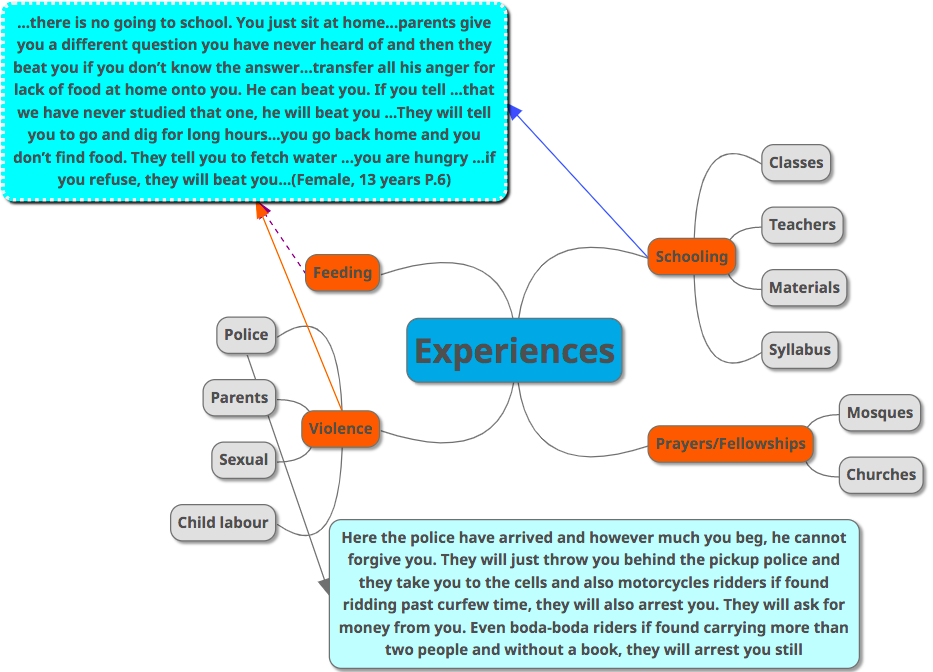 ...there is no going to school. You just sit at home...parents give
you a different question you have never heard of and then they
beat you if you don’t know the answer...transfer all his anger for
lack of food at home onto you. He can beat you. If you tell ...that
we have never studied that one, he will beat you ...They will tell
you to go and dig for long hours...you go back home and you
don’t find food. They tell you to fetch water ...you are hungry ...if
you refuse, they will beat you...(Female, 13 years P.6)
Feeding
Schooling
Classes
Teachers
Materials
Syllabus
Experiences
Police
Parents
Violence
Sexual
Child labour
Prayers/Fellowships
Mosques
Churches
Here the police have arrived and however much you beg, he cannot
forgive you. They will just throw you behind the pickup police and
they take you to the cells and also motorcycles ridders if found
ridding past curfew time, they will also arrest you. They will ask for
money from you. Even boda-boda riders if found carrying more than
two people and without a book, they will arrest you still